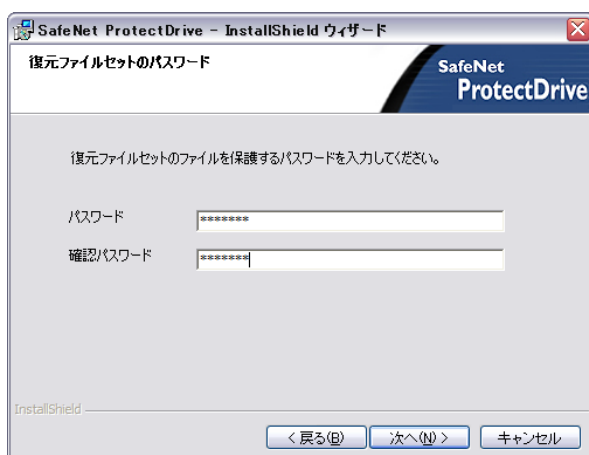 SafeNet ProtectDrive - InstallShield ウィザード
復元ファイルセットのパスワード
SafeNet
ProtectDrive
復元ファイルセットのファイルを保護するパスワードを入力してください。
パスワード *******
確認パスワード *******
InstallShield
< 戻る(B) 次へ(N) > キャンセル